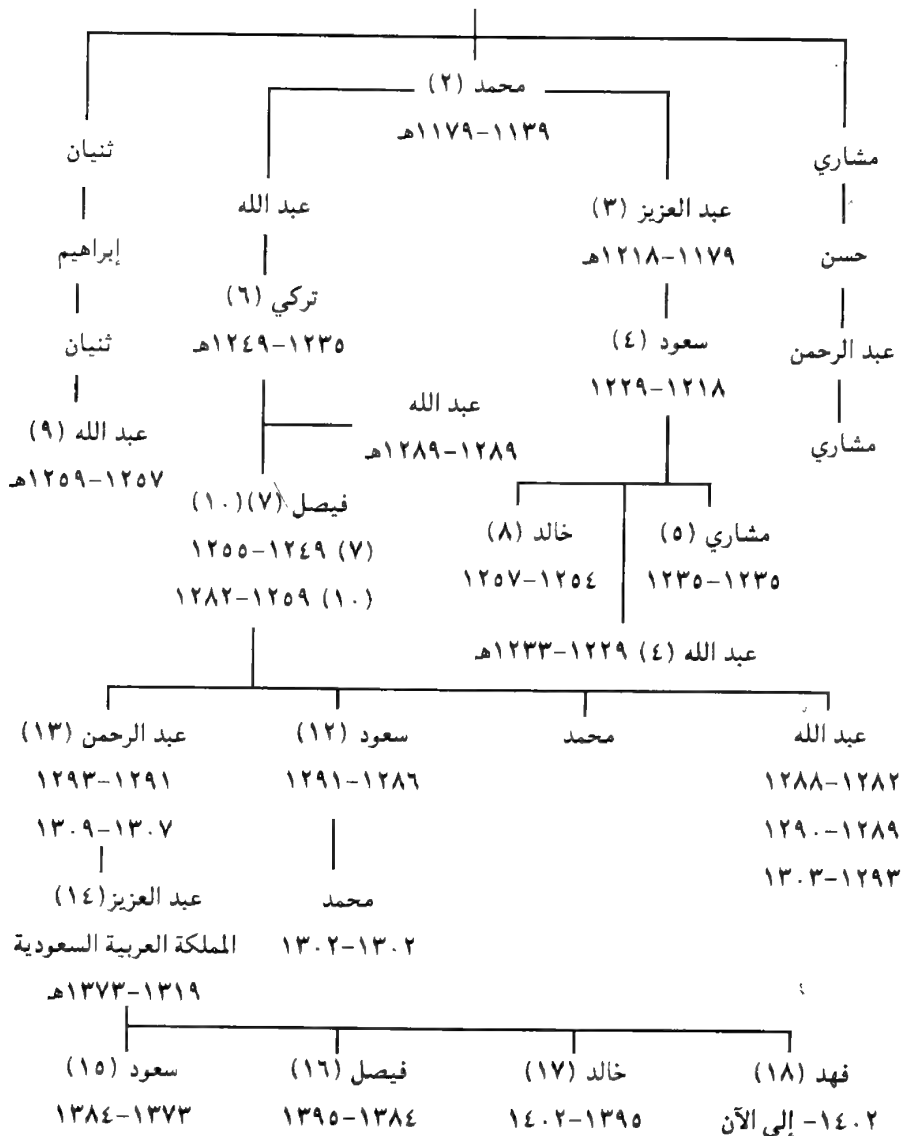 محمد (٢)
١١٣٩-١١٧٩هـ
مشاري
ثنيان
عبد العزيز (٣)
عبد الله
١١٧٩-١٢١٨هـ
حسن
إبراهيم
تركي (٦)
سعود (٤)
١٢٣٥-١٢٤٩هـ
عبد الرحمن
ثنيان
١٢١٨-١٢٢٩
عبد الله
مشاري
عبد الله (٩)
١٢٨٩-١٢٨٩هـ
١٢٥٧-١٢٥٩هـ
فيصل (٧)(١٠)
مشاري (٥)
خالد (٨)
(٧) ١٢٤٩-١٢٥٥
١٢٣٥-١٢٣٥
١٢٥٤-١٢٥٧
(١٠) ١٢٥٩-١٢٨٢
عبد الله (٤) ١٢٢٩-١٢٣٣هـ
عبد الله
محمد
سعود (١٢)
عبد الرحمن (١٣)
١٢٨٢-١٢٨٨
١٢٨٦-١٢٩١
١٢٩١-١٢٩٣
١٢٨٩-١٢٩٠
١٣٠٧-١٣٠٩
١٢٩٣-١٣٠٣
محمد
عبد العزيز(١٤)
١٣٠٢-١٣٠٢
المملكة العربية السعودية
١٣١٩-١٣٧٣هـ
فهد (١٨)
خالد (١٧)
فيصل (١٦)
سعود (١٥)
١٤٠٢- إلى الآن
١٣٩٥-١٤٠٢
١٣٨٤-١٣٩٥
١٣٧٣-١٣٨٤